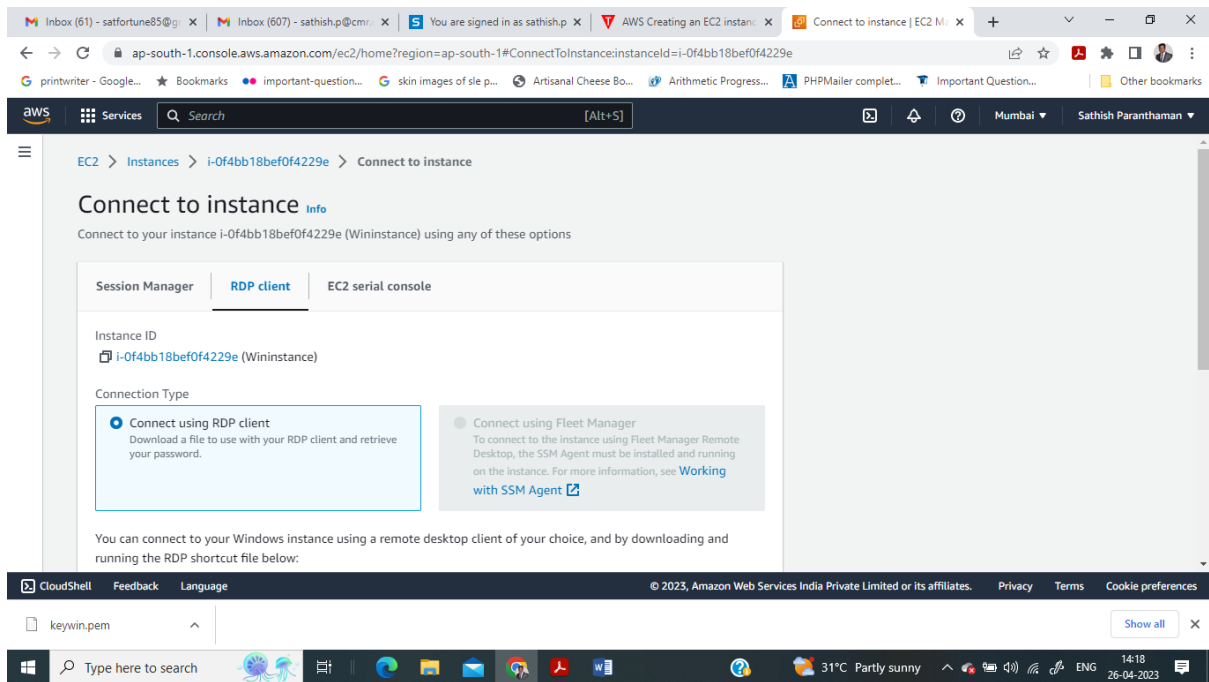 Inbox (61) - satfortune85@g
Inbox (607) - sathish.p@cmr.
You are signed in as sathish.p
AWS Creating an EC2 instanc
Connect to instance | EC2 M
ap-south-1.console.aws.amazon.com/ec2/home?region=ap-south-1#ConnectToInstance:instanceId=i-0f4bb18bef0f4229e
printwriter - Google...
Bookmarks
important-question...
skin images of sle p...
Artisanal Cheese Bo...
Arithmetic Progress...
PHPMailer complet...
Important Question...
Other bookmarks
aws
Services
Search
[Alt+S]
Mumbai
Sathish Paranthaman
EC2 > Instances > i-0f4bb18bef0f4229e > Connect to instance
Connect to instance Info
Connect to your instance i-0f4bb18bef0f4229e (Wininstance) using any of these options
Session Manager
RDP client
EC2 serial console
Instance ID
i-0f4bb18bef0f4229e (Wininstance)
Connection Type
Connect using RDP client
Download a file to use with your RDP client and retrieve
your password.
Connect using Fleet Manager
To connect to the instance using Fleet Manager Remote
Desktop, the SSM Agent must be installed and running
on the instance. For more information, see Working
with SSM Agent
You can connect to your Windows instance using a remote desktop client of your choice, and by downloading and
running the RDP shortcut file below:
CloudShell
Feedback
Language
© 2023, Amazon Web Services India Private Limited or its affiliates.
Privacy
Terms
Cookie preferences
keywin.pem
Show all
Type here to search
31°C Partly sunny
ENG
14:18
26-04-2023